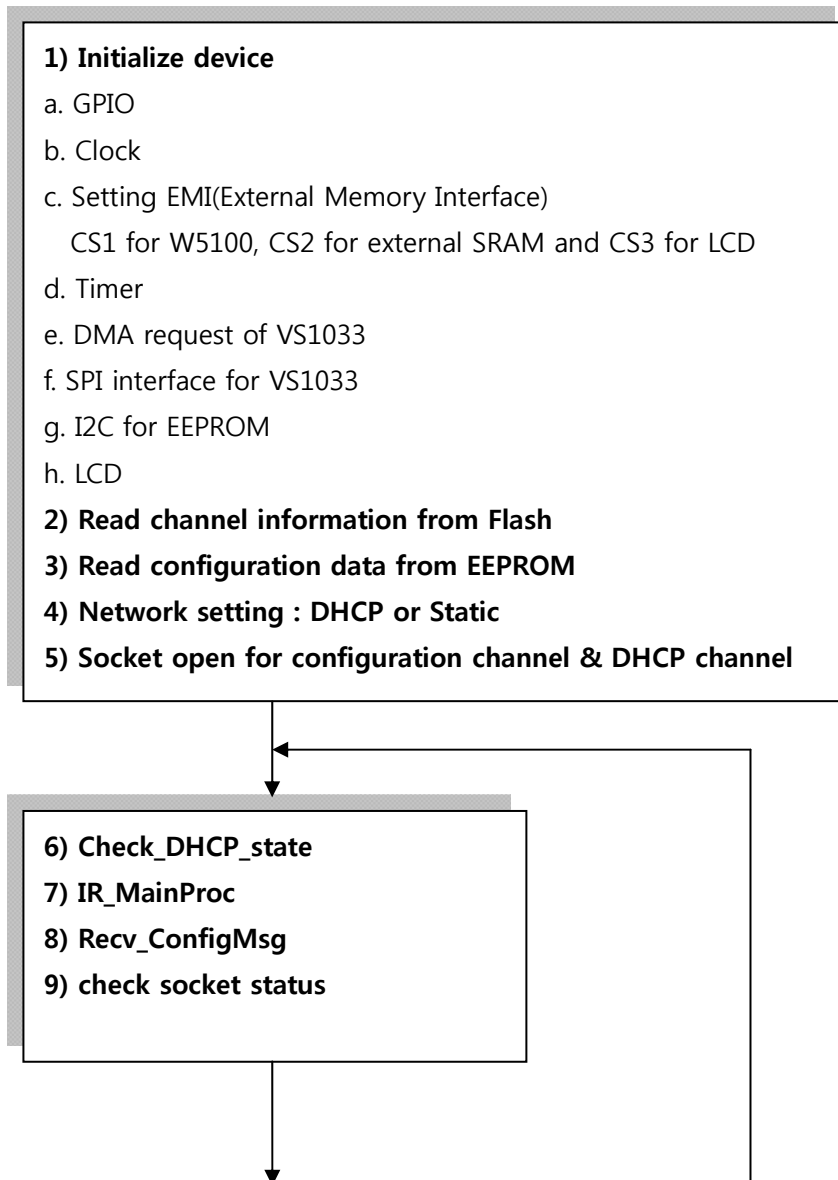 1) Initialize device
a. GPIO
b. Clock
c. Setting EMI(External Memory Interface)
CS1 for W5100, CS2 for external SRAM and CS3 for LCD
d. Timer
e. DMA request of VS1033
f. SPI interface for VS1033
g. I2C for EEPROM
h. LCD
2) Read channel information from Flash
3) Read configuration data from EEPROM
4) Network setting : DHCP or Static
5) Socket open for configuration channel & DHCP channel
6) Check_DHCP_state
7) IR_MainProc
8) Recv_ConfigMsg
9) check socket status